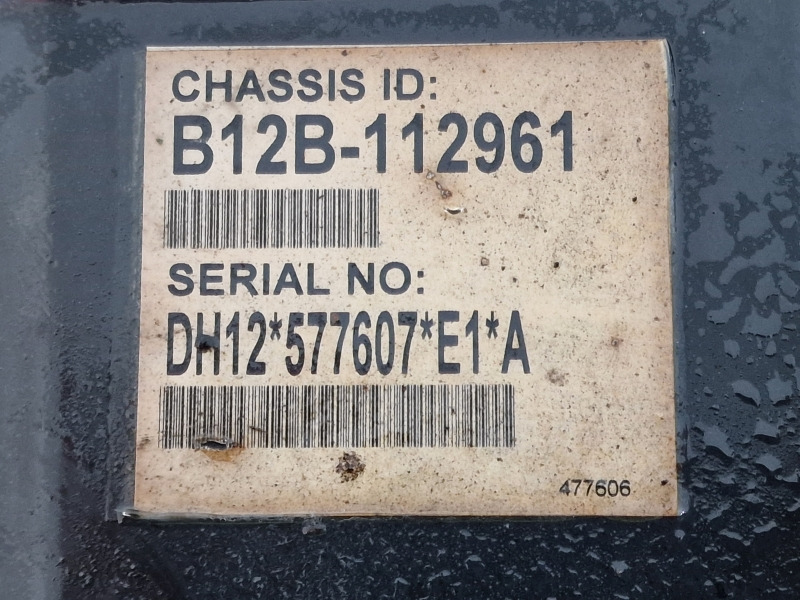 CHASSIS ID:
B12B-112961
SERIAL NO:
DH12*577607*E1*A
477606